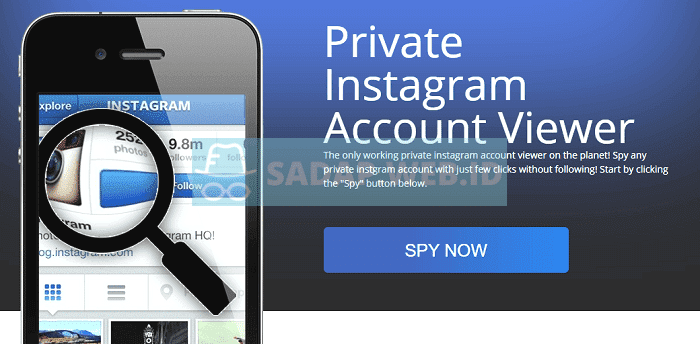 Private
Instagram
Account Viewer
The only working private instagram account viewer on the planet! Spy any
private instgram account with just few clicks without following! Start by clicking
the "Spy" button below.
SPY NOW
explore
INSTAGRAM
9.8m
photos
followers
Follow
gram HQ!
og.instagram.com